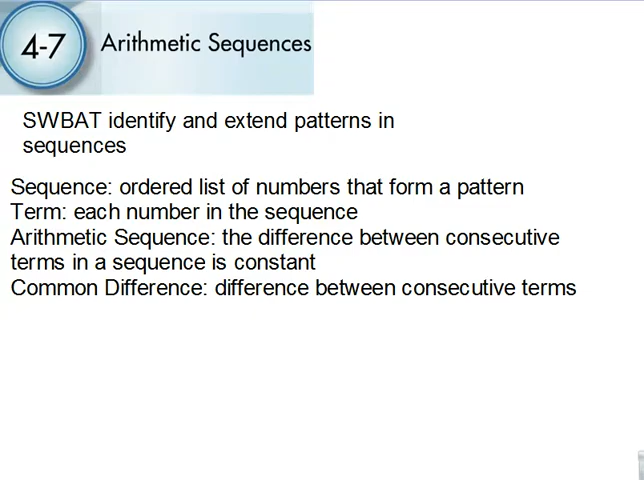 4-7
Arithmetic Sequences
SWBAT identify and extend patterns in
sequences
Sequence: ordered list of numbers that form a pattern
Term: each number in the sequence
Arithmetic Sequence: the difference between consecutive
terms in a sequence is constant
Common Difference: difference between consecutive terms